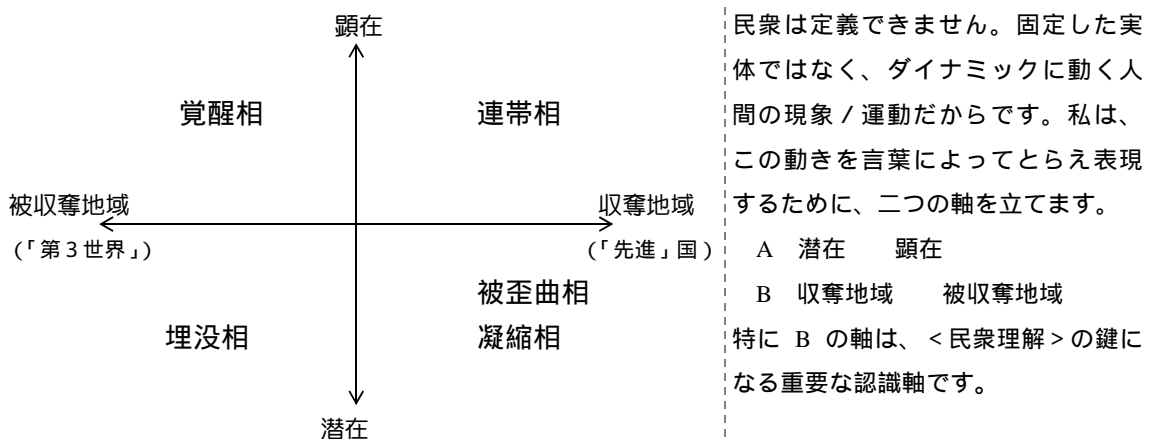 顕在
覚醒相
連帯相
被収奪地域
(「第3世界」)
収奪地域
(「先進」国)
被歪曲相
埋没相
凝縮相
潜在
民衆は定義できません。固定した実
体ではなく、ダイナミックに動く人
間の現象/運動だからです。私は、
この動きを言葉によってとらえ表現
するために、二つの軸を立てます。
A 潜在 顕在
B 収奪地域 被収奪地域
特に B の軸は、<民衆理解>の鍵に
なる重要な認識軸です。